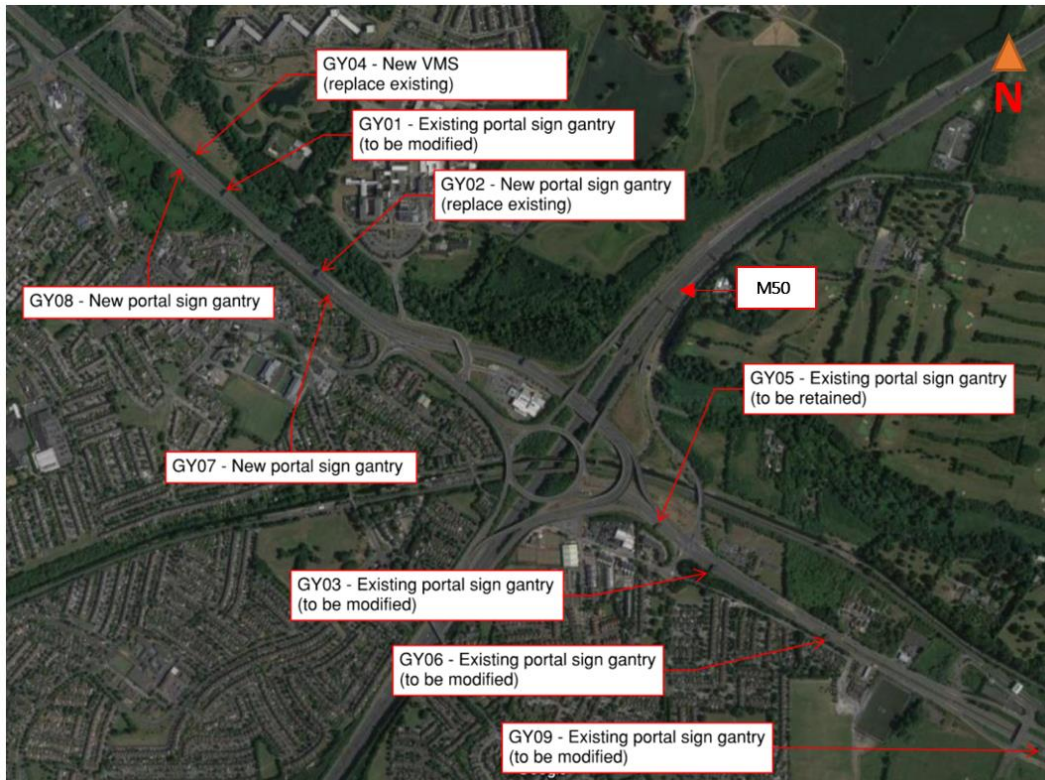 GY04 - New VMS
(replace existing)
GY01 - Existing portal sign gantry
(to be modified)
N
GY02 - New portal sign gantry
(replace existing)
M50
GY08 - New portal sign gantry
GY05 - Existing portal sign gantry
(to be retained)
GY07 - New portal sign gantry
GY03 - Existing portal sign gantry
(to be modified)
GY06 - Existing portal sign gantry
(to be modified)
GY09 - Existing portal sign gantry
(to be modified)